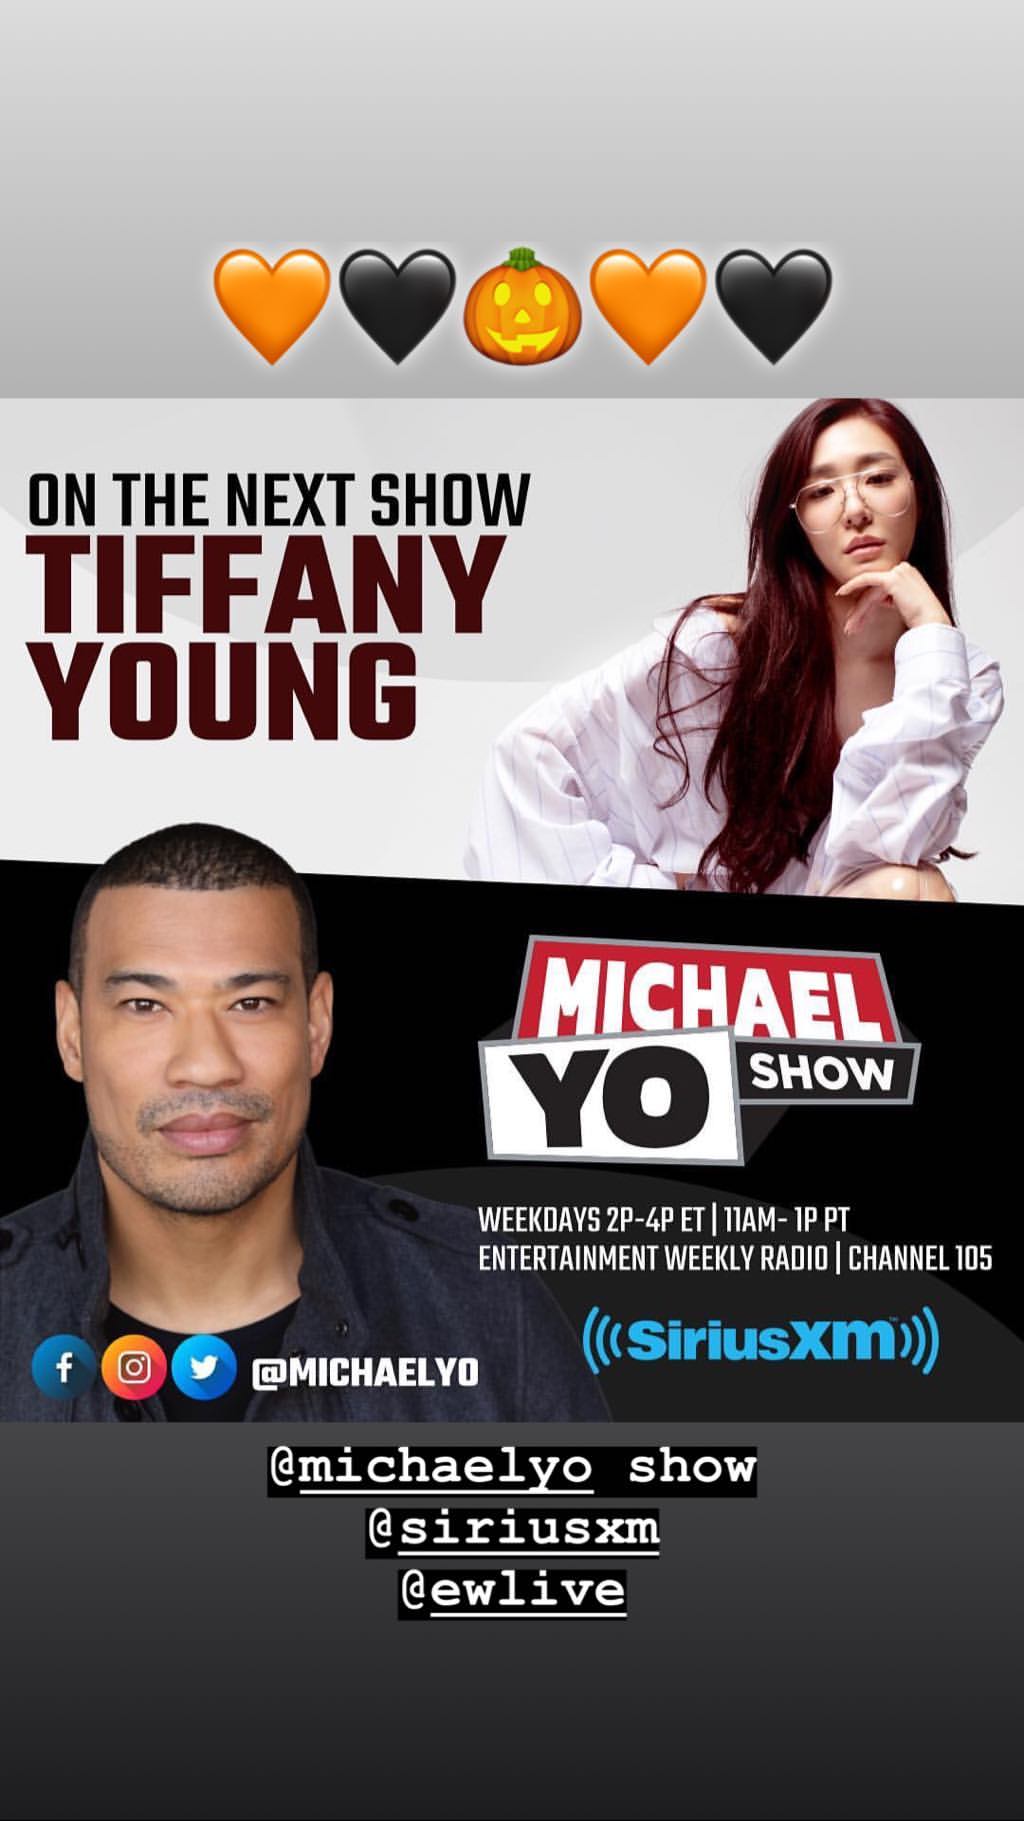 ON THE NEXT SHOW
TIFFANY
YOUNG
MICHAEL
YO SHOW
WEEKDAYS 2P-4P ET | 11AM- 1P PT
ENTERTAINMENT WEEKLY RADIO | CHANNEL 105
SiriusXM
@MICHAELYO
@michaelyo show
@siriusxm
@ewlive